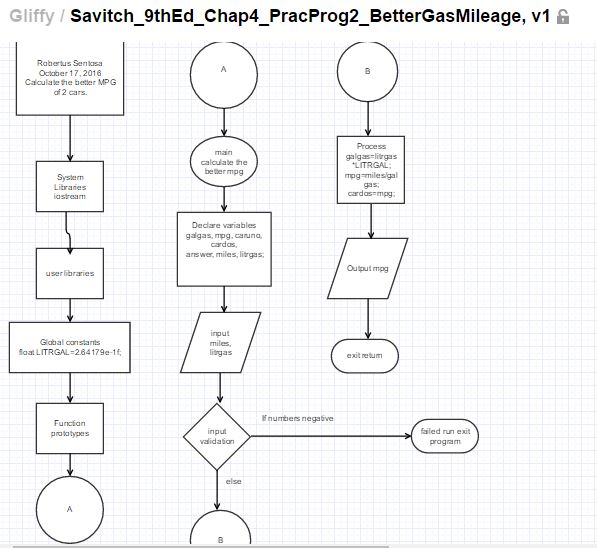 Gliffy / Savitch_9thEd_Chap4_PracProg2_BetterGasMileage, v1
Robertus Sentosa
October 17, 2016
Calculate the better MPG
of 2 cars.
System
Libraries
iostream
user libraries
Global constants
float LITRGAL=2.64179e-1f;
Function
prototypes
A
A
main
calculate the
better mpg
Declare variables
galgas, mpg, caruno,
cardos,
answer, miles, litrgas;
input
miles,
litrgas
input
validation
If numbers negative
failed run exit
program
else
B
B
Process
galgas=litrgas
*LITRGAL;
mpg=miles/gal
gas;
cardos=mpg;
Output mpg
exit return